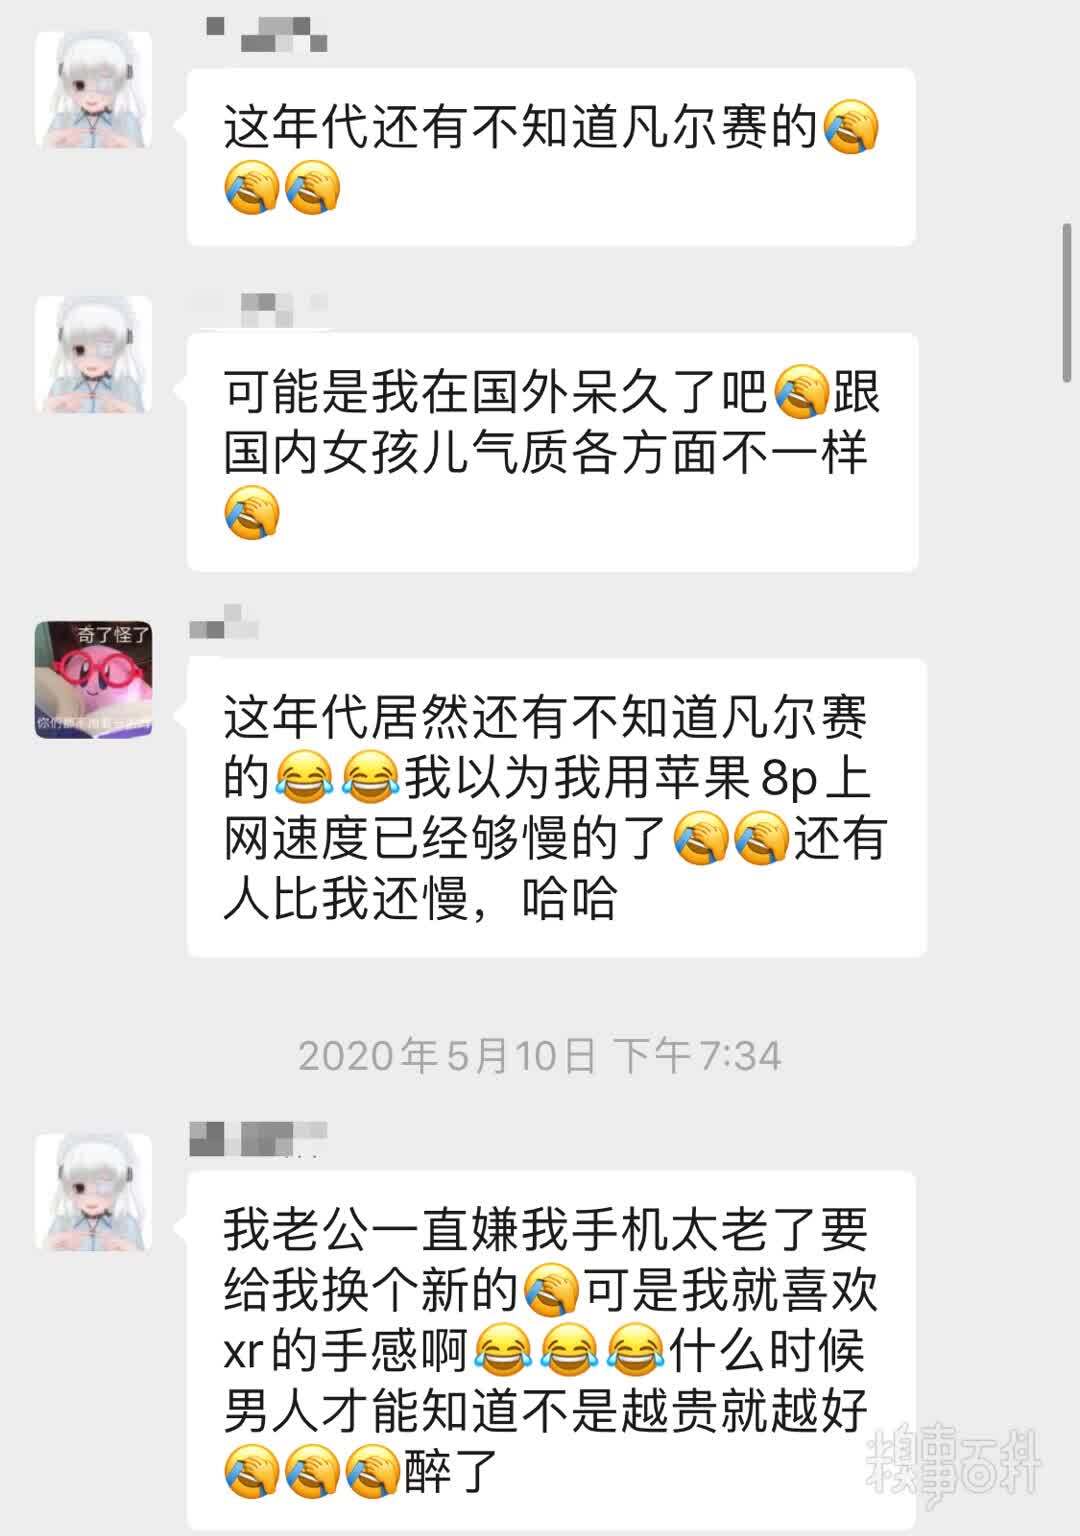 这年代还有不知道凡尔赛的🤦
🤦🤦
可能是我在国外呆久了吧🤦跟
国内女孩儿气质各方面不一样
🤦
奇了怪了
这年代居然还有不知道凡尔赛
的😂😂我以为我用苹果8p上
网速度已经够慢的了🤦🤦还有
人比我还慢，哈哈
2020年5月10日 下午7:34
我老公一直嫌我手机太老了要
给我换个新的🤦可是我就喜欢
xr的手感啊😂😂😂什么时候
男人才能知道不是越贵就越好
🤦🤦🤦醉了
糗事百科